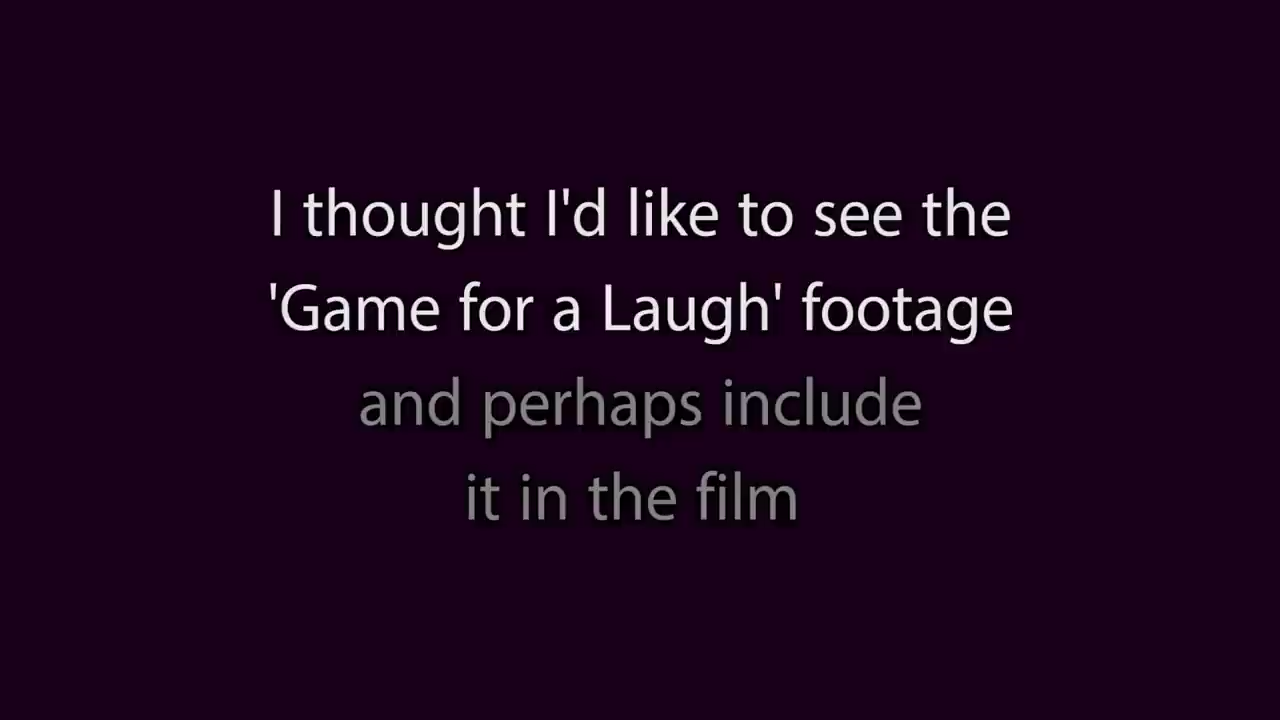 I thought I'd like to see the
'Game for a Laugh' footage
and perhaps include
it in the film